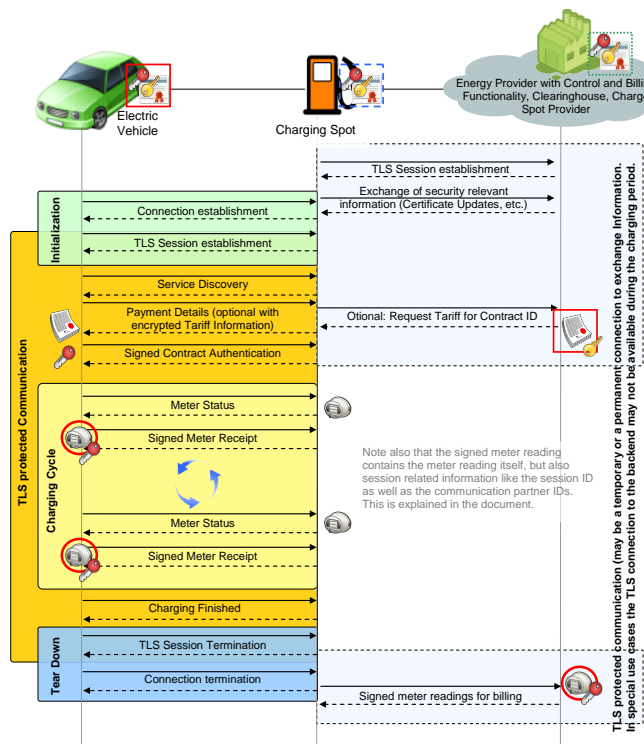 Electric
Vehicle
Charging Spot
Energy Provider with Control and Billin
Functionality, Clearinghouse, Charge
Spot Provider
TLS Session establishment
Exchange of security relevant
information (Certificate Updates, etc.)
Initialization
Connection establishment
TLS Session establishment
TLS protected Communication
Service Discovery
Payment Details (optional with
encrypted Tariff Information)
Otional: Request Tariff for Contract ID
Signed Contract Authentication
Charging Cycle
Meter Status
Signed Meter Receipt
Note also that the signed meter reading
contains the meter reading itself, but also
session related information like the session ID
as well as the communication partner IDs.
This is explained in the document.
Meter Status
Signed Meter Receipt
Charging Finished
Tear Down
TLS Session Termination
Connection termination
Signed meter readings for billing
TLS protected communication (may be a temporary or a permanent connection to exchange Information.
In special use cases the TLS connection to the backend may not be available during the charging period.